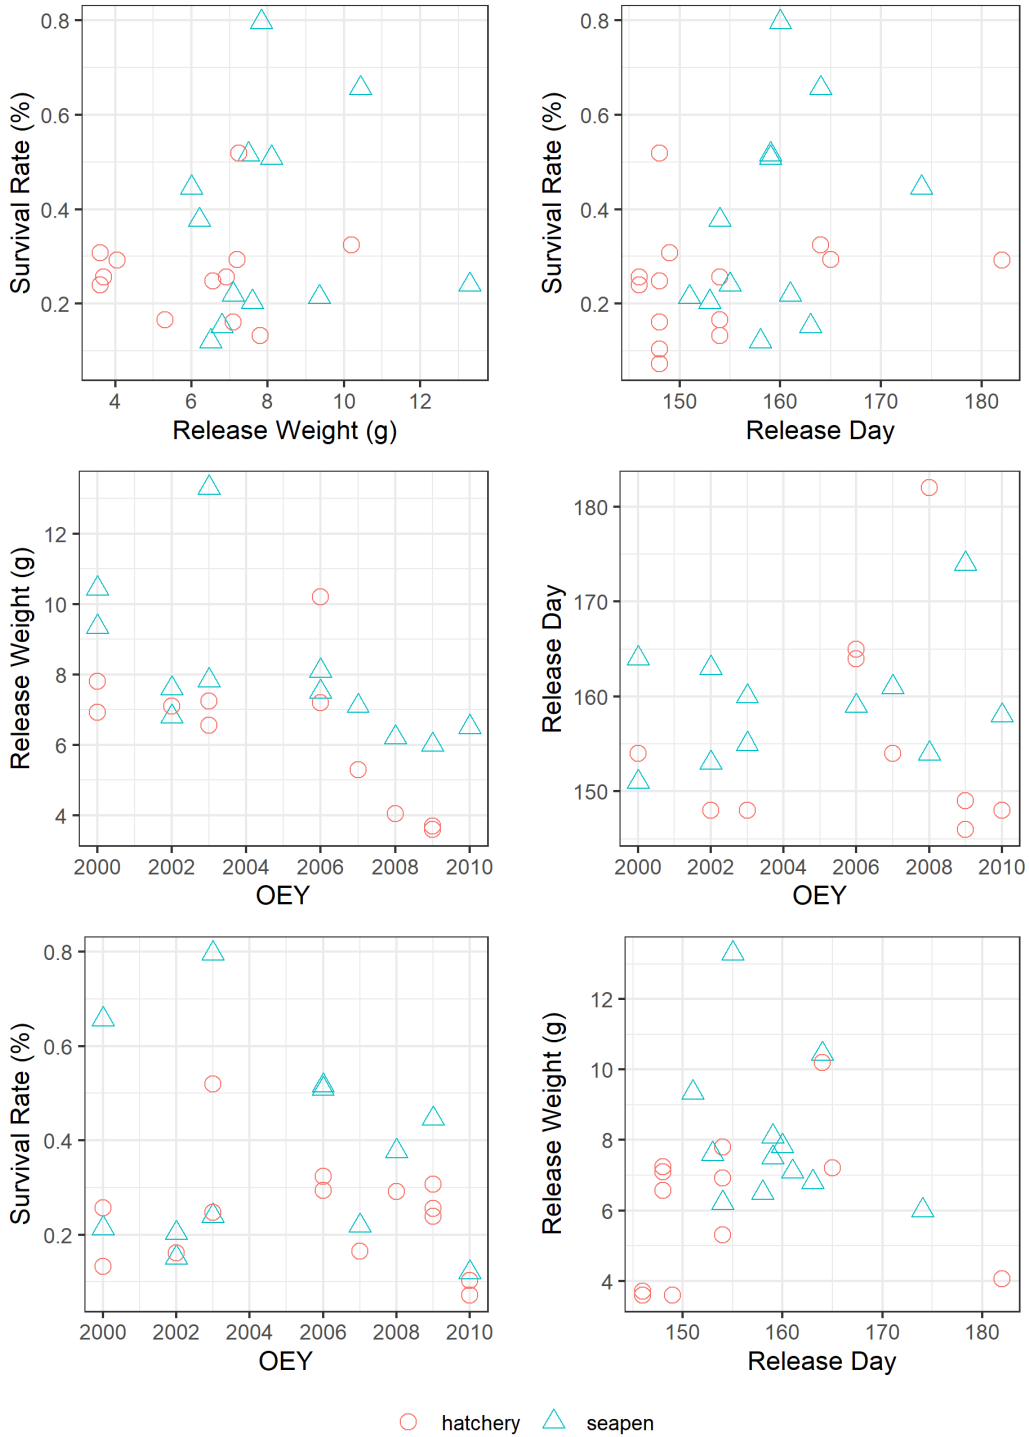 0.8
0.6
0.4
0.2
Survival Rate (%)
4 6 8 10 12
Release Weight (g)
0.8
0.6
0.4
0.2
Survival Rate (%)
150 160 170 180
Release Day
12
10
8
6
4
Release Weight (g)
2000 2002 2004 2006 2008 2010
OEY
180
170
160
150
Release Day
2000 2002 2004 2006 2008 2010
OEY
0.8
0.6
0.4
0.2
Survival Rate (%)
2000 2002 2004 2006 2008 2010
OEY
12
10
8
6
4
Release Weight (g)
150 160 170 180
Release Day
hatchery seapen